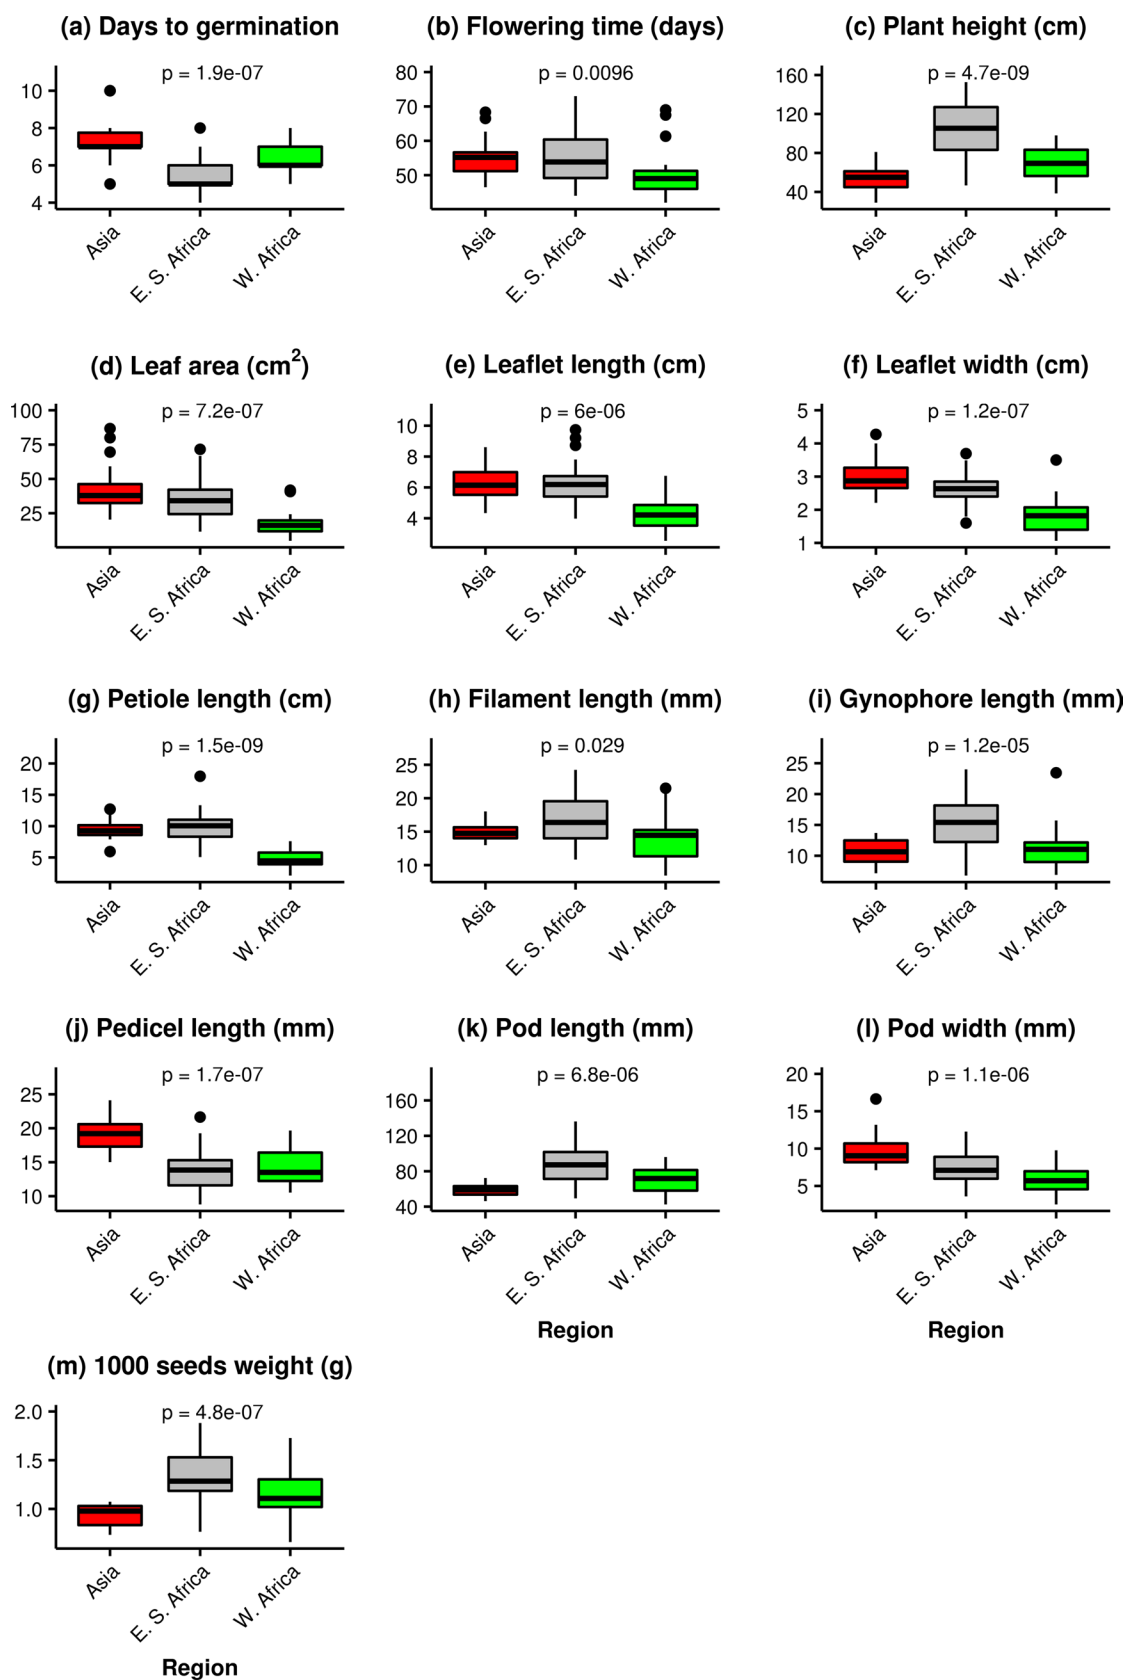 (a) Days to germination
p = 1.9e-07
10
8
6
4
Asia
E. S. Africa
W. Africa
(b) Flowering time (days)
p = 0.0096
80
70
60
50
Asia
E. S. Africa
W. Africa
(c) Plant height (cm)
p = 4.7e-09
160
120
80
40
Asia
E. S. Africa
W. Africa
(d) Leaf area (cm²)
p = 7.2e-07
100
75
50
25
Asia
E. S. Africa
W. Africa
(e) Leaflet length (cm)
p = 6e-06
10
8
6
4
Asia
E. S. Africa
W. Africa
(f) Leaflet width (cm)
p = 1.2e-07
5
4
3
2
1
Asia
E. S. Africa
W. Africa
(g) Petiole length (cm)
p = 1.5e-09
20
15
10
5
Asia
E. S. Africa
W. Africa
(h) Filament length (mm)
p = 0.029
25
20
15
10
Asia
E. S. Africa
W. Africa
(i) Gynophore length (mm)
p = 1.2e-05
25
20
15
10
Asia
E. S. Africa
W. Africa
(j) Pedicel length (mm)
p = 1.7e-07
25
20
15
10
Asia
E. S. Africa
W. Africa
(k) Pod length (mm)
p = 6.8e-06
160
120
80
40
Asia
E. S. Africa
W. Africa
Region
(l) Pod width (mm)
p = 1.1e-06
20
15
10
5
Asia
E. S. Africa
W. Africa
Region
(m) 1000 seeds weight (g)
p = 4.8e-07
2.0
1.5
1.0
Asia
E. S. Africa
W. Africa
Region